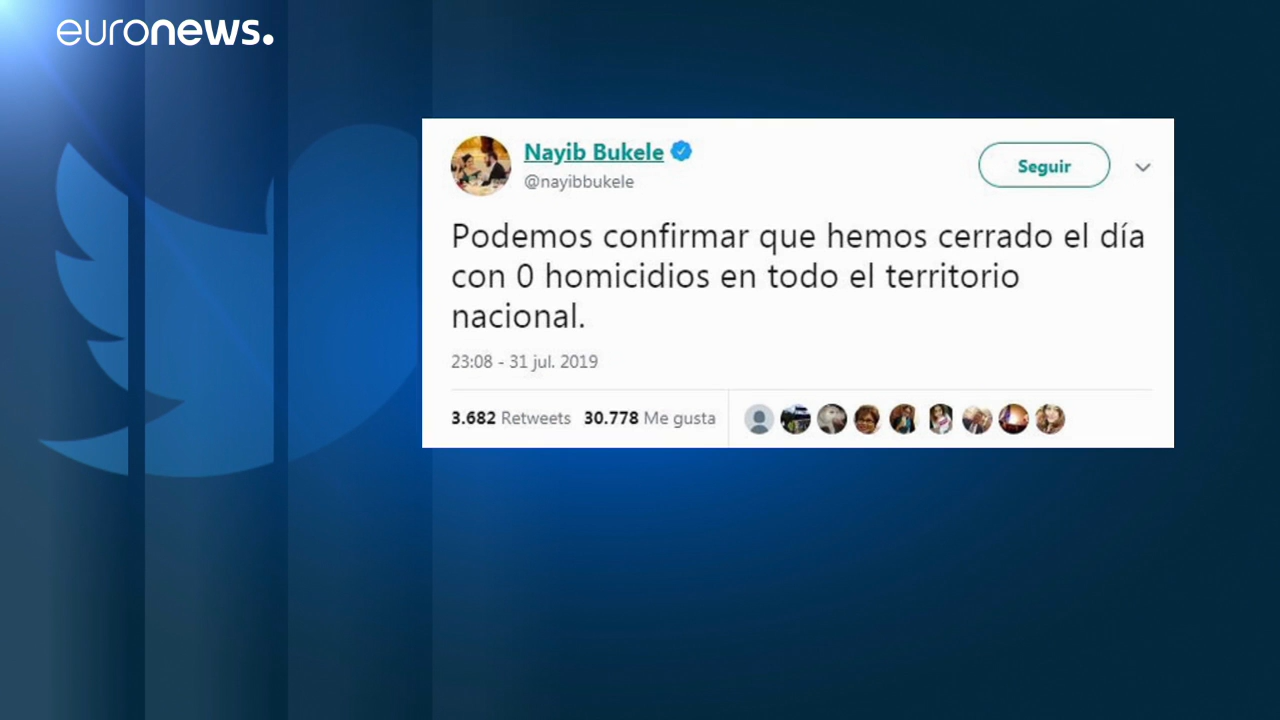 euronews.
Nayib Bukele
@nayibbukele
Seguir
Podemos confirmar que hemos cerrado el día
con 0 homicidios en todo el territorio
nacional.
23:08 - 31 jul. 2019
3.682 Retweets 30.778 Me gusta